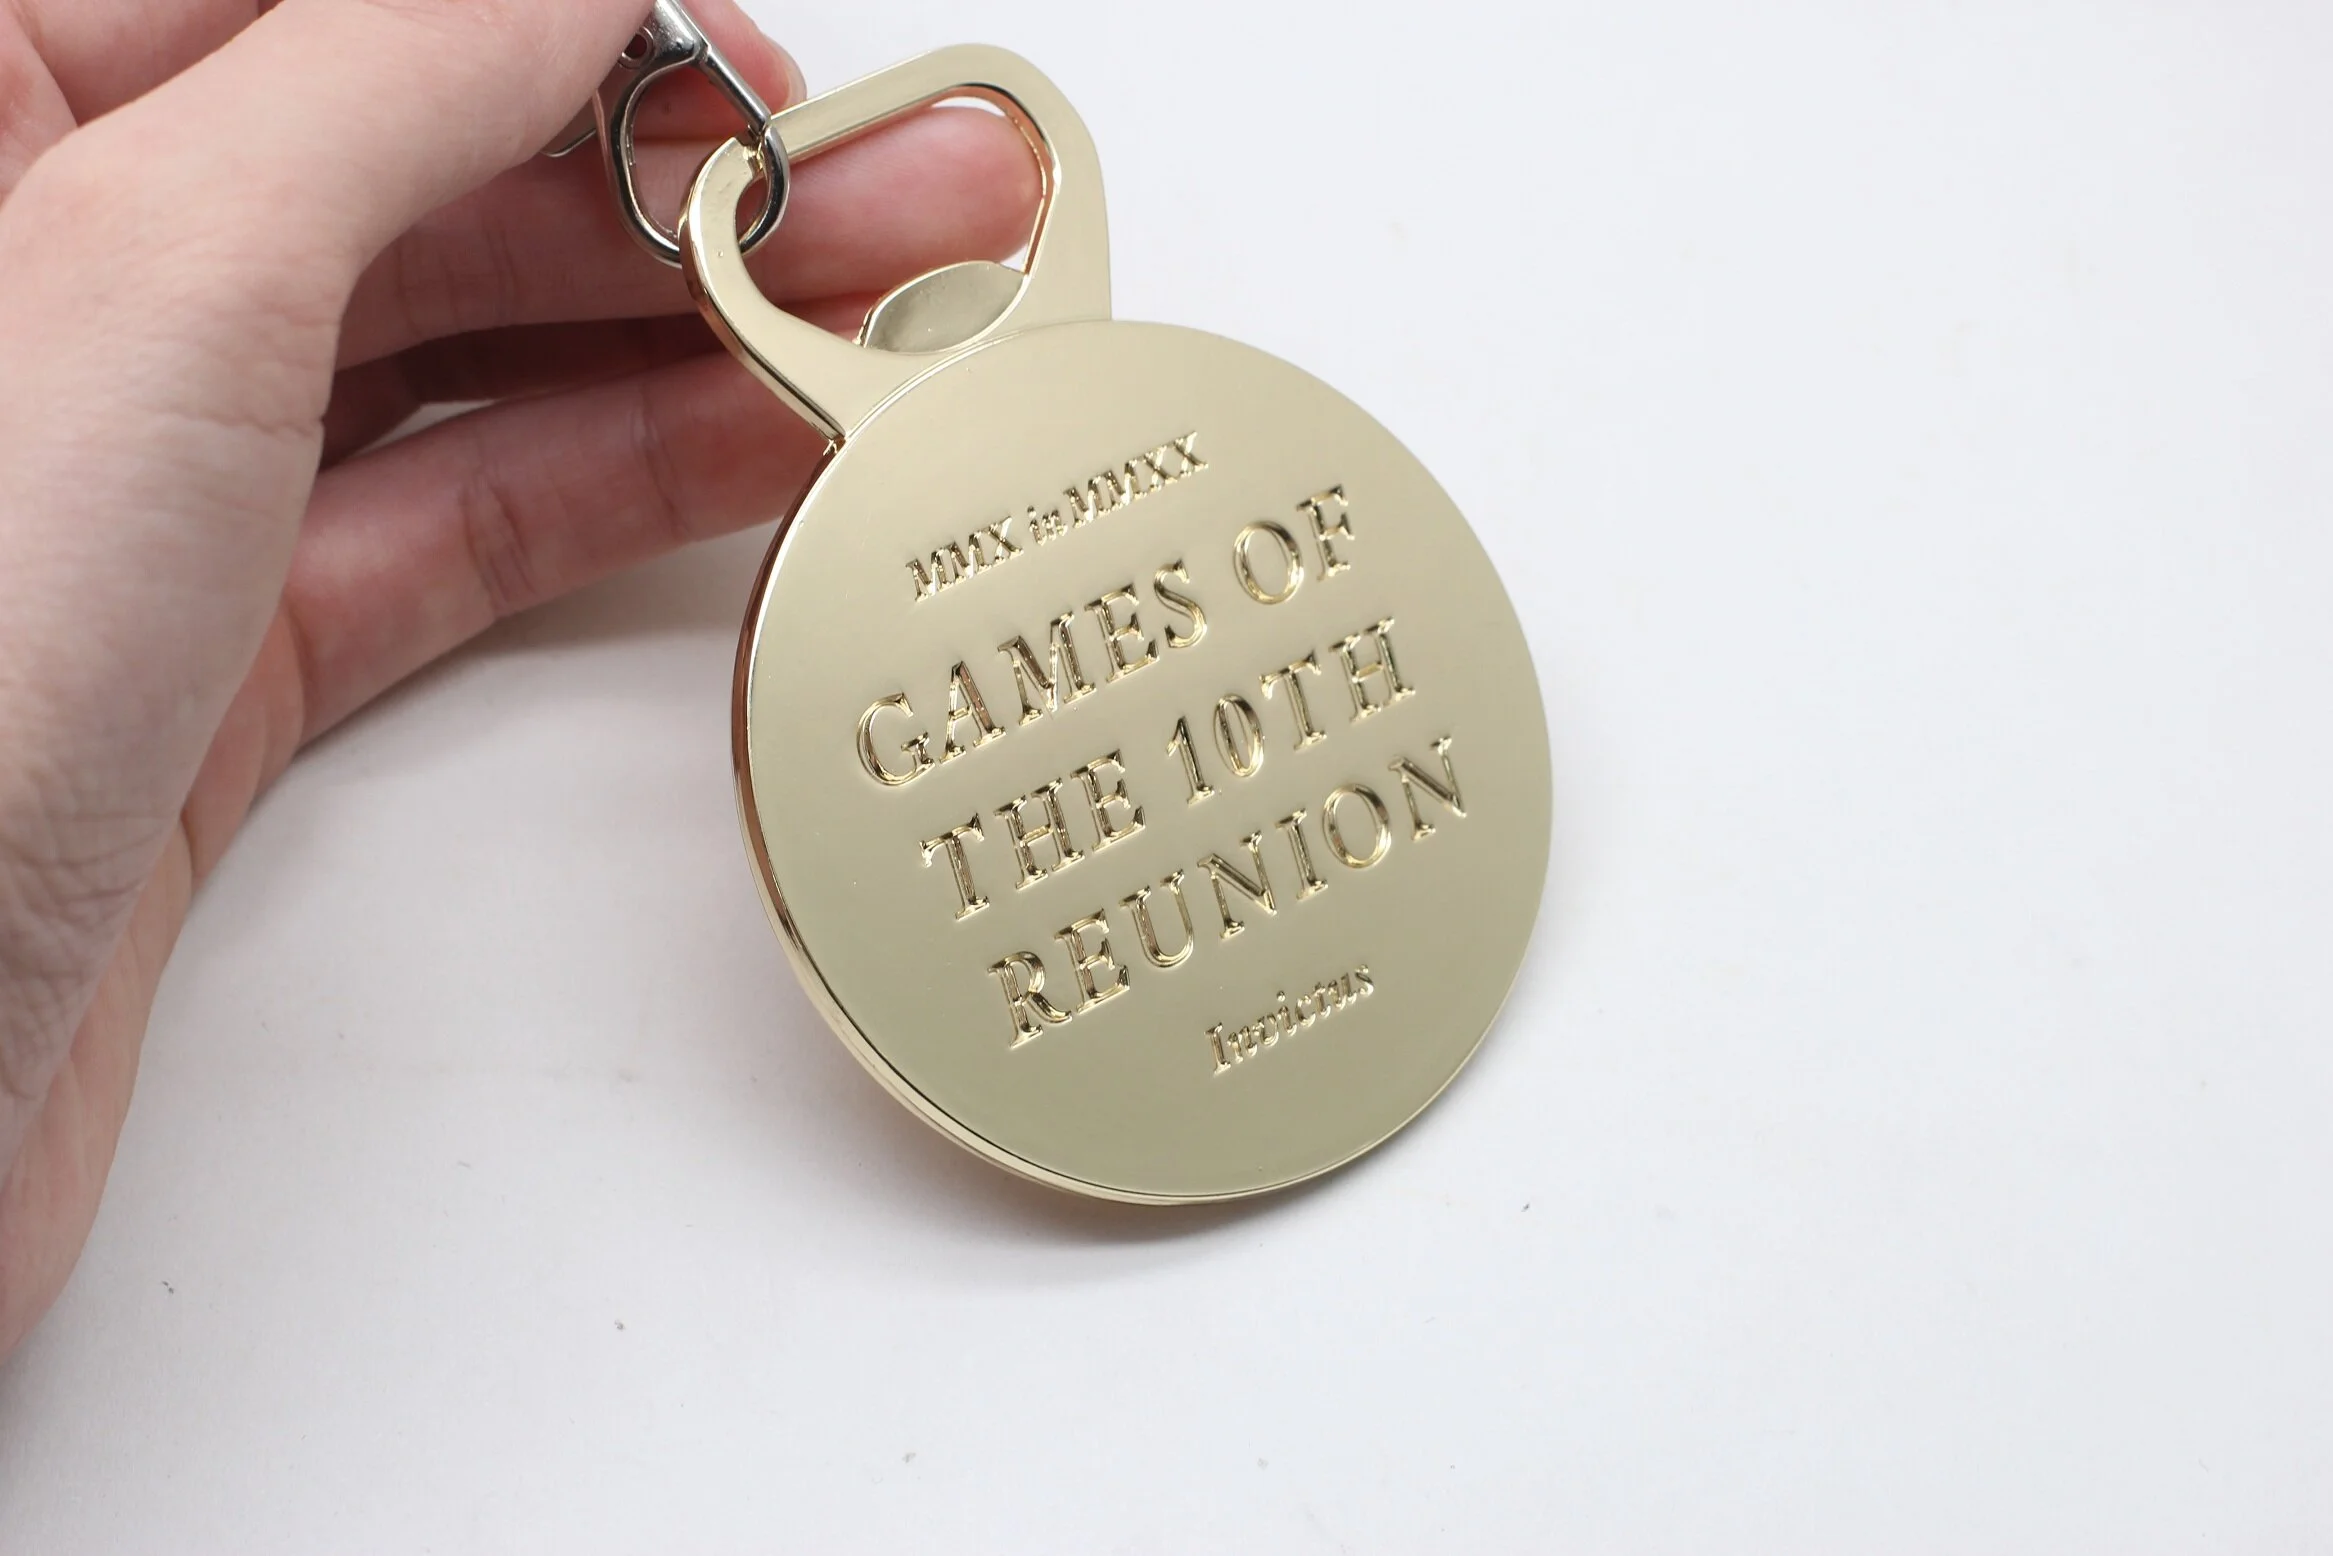 MMX in MMXX
GAMES OF
THE 10TH
REUNION
Invictus